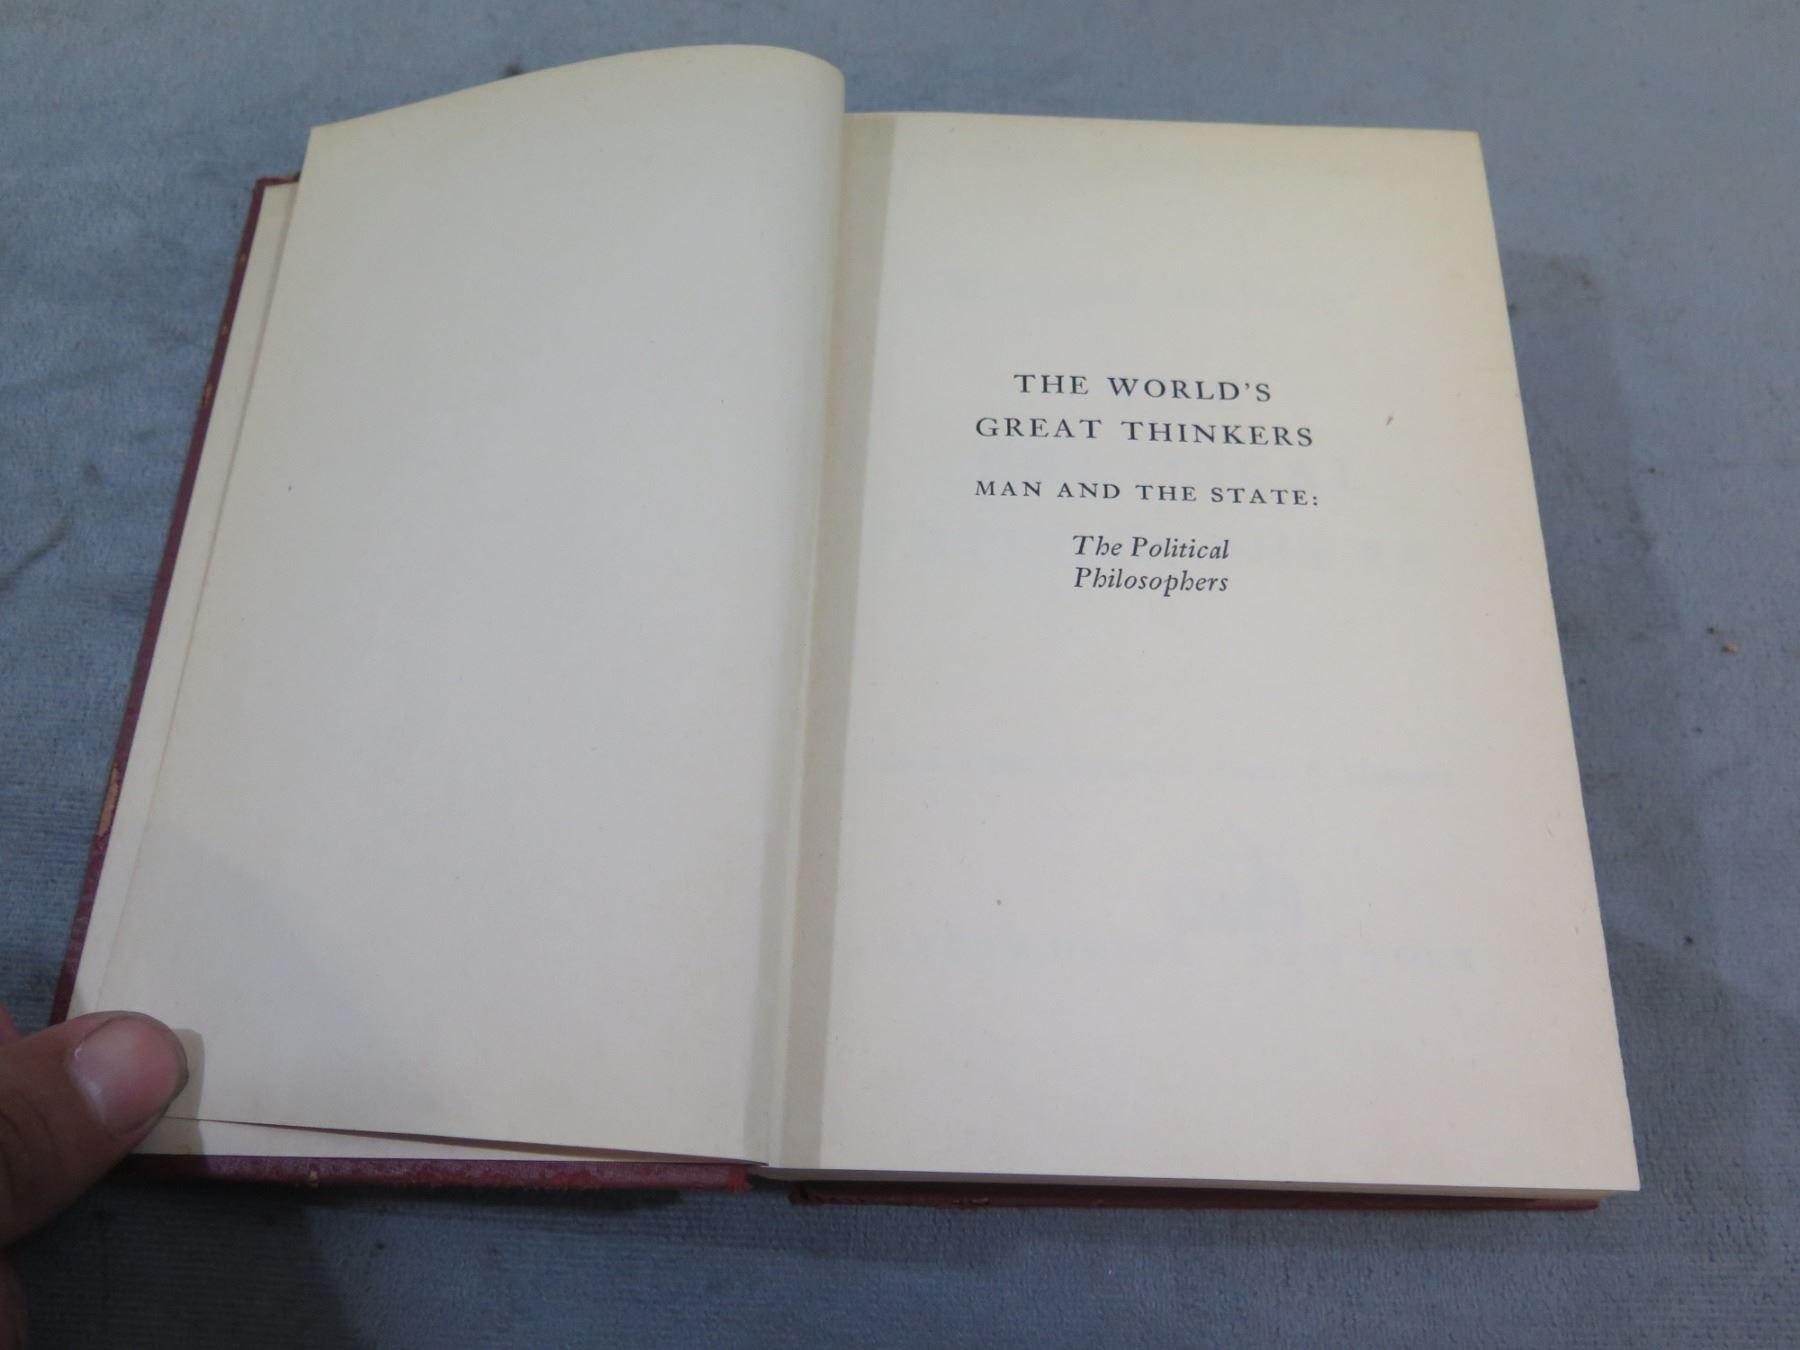 THE WORLD'S
GREAT THINKERS
MAN AND THE STATE:
The Political
Philosophers